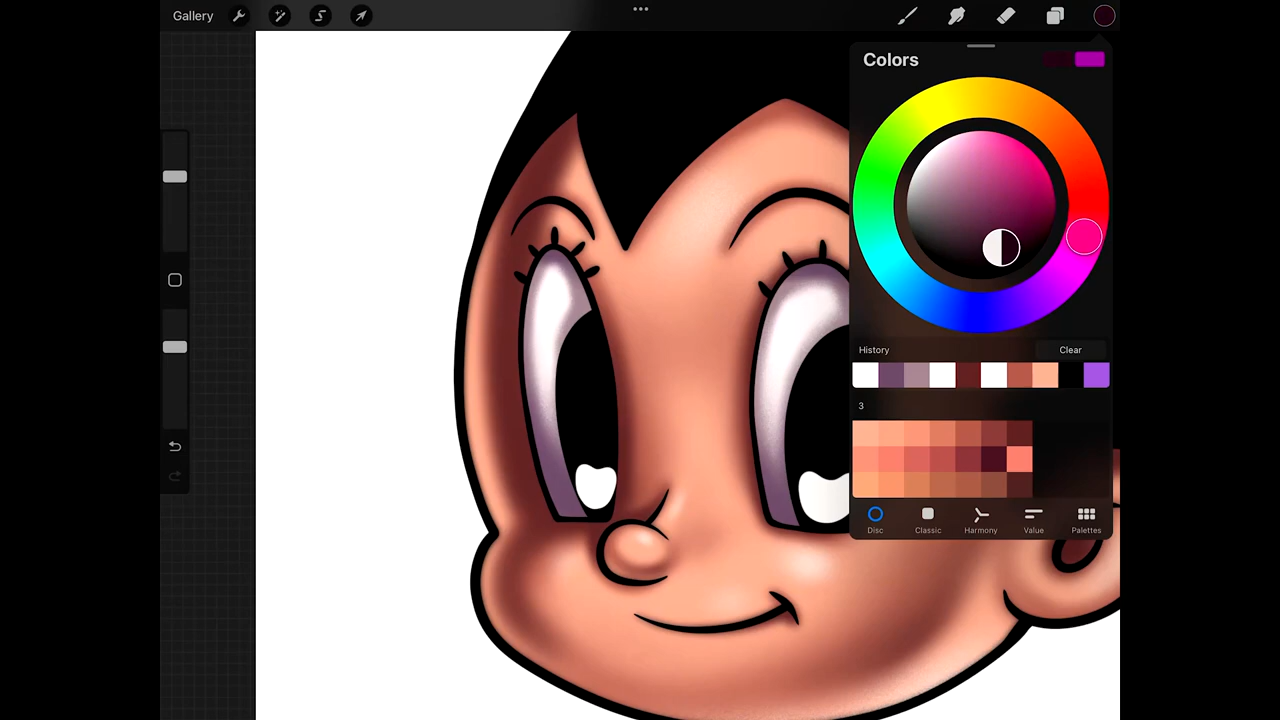 Gallery
Colors
History
Clear
3
Disc
Classic
Harmony
Value
Palettes